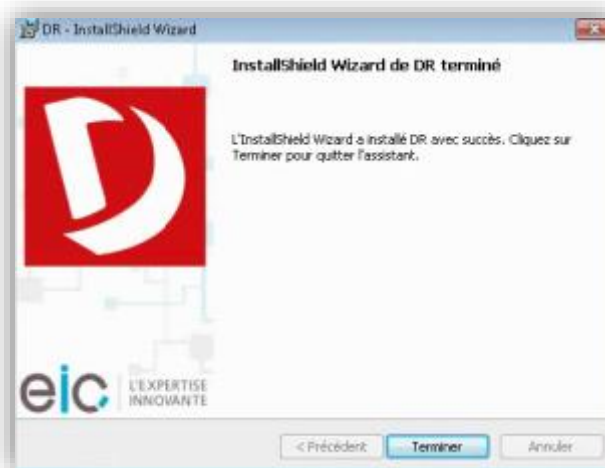 DR - InstallShield Wizard
InstallShield Wizard de DR terminé
L'InstallShield Wizard a installé DR avec succès. Cliquez sur
Terminer pour quitter l'assistant.
eic
L'EXPERTISE
INNOVANTE
< Précédent
Terminer
Annuler